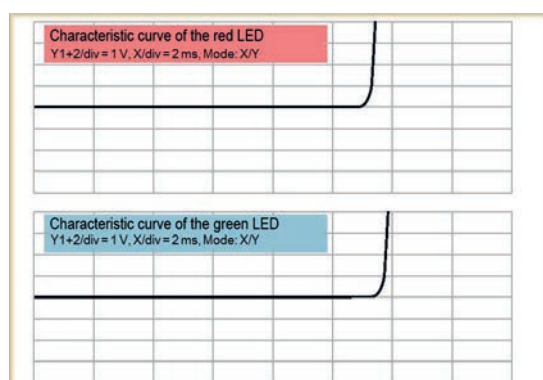 Characteristic curve of the red LED
Y1+2/div = 1 V, X/div = 2 ms, Mode: X/Y
Characteristic curve of the green LED
Y1+2/div = 1 V, X/div = 2 ms, Mode: X/Y